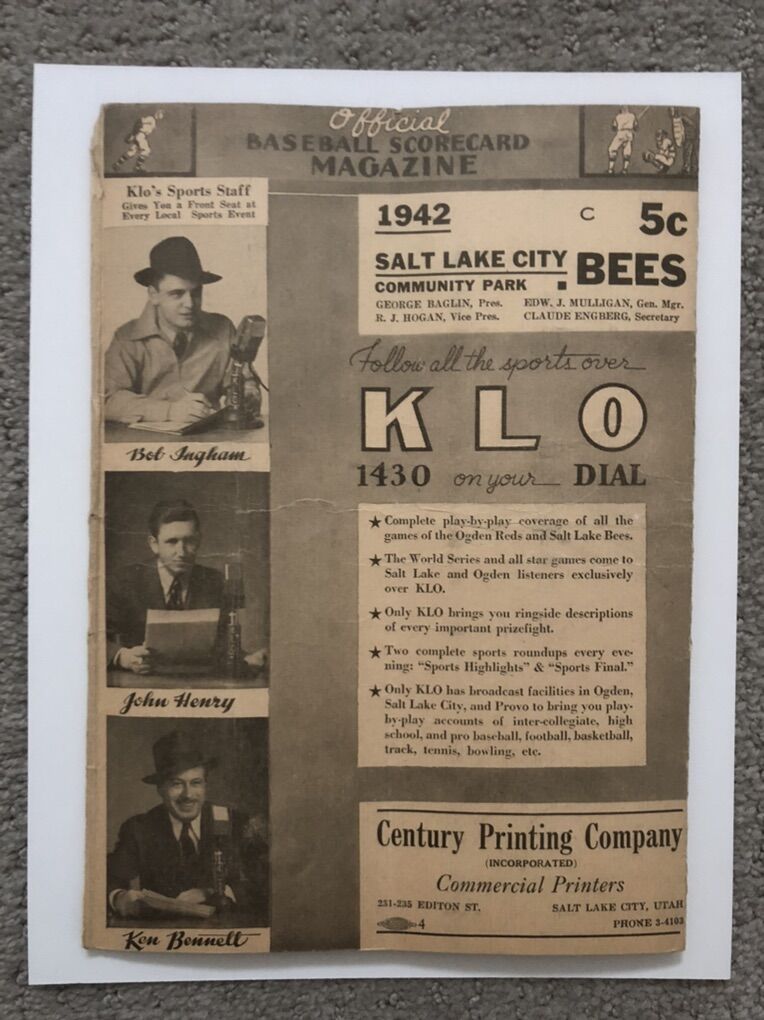 Official
BASEBALL SCORECARD
MAGAZINE
Klo's Sports Staff
Gives You a Front Seat at
Every Local Sports Event
Bob Ingham
John Henry
Ken Bennell
1942 C 5c
SALT LAKE CITY
COMMUNITY PARK . BEES
GEORGE BAGLIN, Pres. EDW. J. MULLIGAN, Gen. Mgr.
R. J. HOGAN, Vice Pres. CLAUDE ENGBERG, Secretary
Follow all the sports over
KLO
1430 on your DIAL
★ Complete play-by-play coverage of all the
games of the Ogden Reds and Salt Lake Bees.
★ The World Series and all star games come to
Salt Lake and Ogden listeners exclusively
over KLO.
★ Only KLO brings you ringside descriptions
of every important prizefight.
★ Two complete sports roundups every eve-
ning: "Sports Highlights" & "Sports Final."
★ Only KLO has broadcast facilities in Ogden,
Salt Lake City, and Provo to bring you play-
by-play accounts of inter-collegiate, high
school, and pro baseball, football, basketball,
track, tennis, bowling, etc.
Century Printing Company
(INCORPORATED)
Commercial Printers
231-235 EDITON ST. SALT LAKE CITY, UTAH
4 PHONE 3-4103